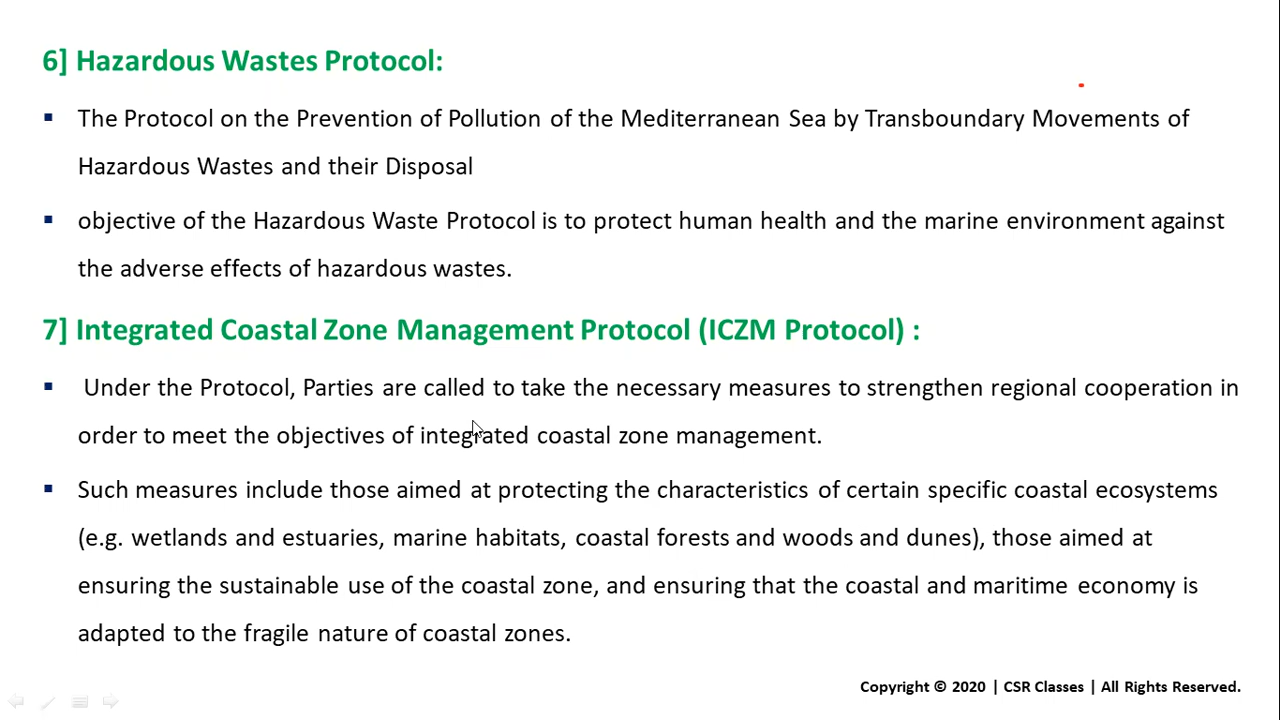 6] Hazardous Wastes Protocol:
▪ The Protocol on the Prevention of Pollution of the Mediterranean Sea by Transboundary Movements of
Hazardous Wastes and their Disposal
▪ objective of the Hazardous Waste Protocol is to protect human health and the marine environment against
the adverse effects of hazardous wastes.
7] Integrated Coastal Zone Management Protocol (ICZM Protocol) :
▪ Under the Protocol, Parties are called to take the necessary measures to strengthen regional cooperation in
order to meet the objectives of integrated coastal zone management.
▪ Such measures include those aimed at protecting the characteristics of certain specific coastal ecosystems
(e.g. wetlands and estuaries, marine habitats, coastal forests and woods and dunes), those aimed at
ensuring the sustainable use of the coastal zone, and ensuring that the coastal and maritime economy is
adapted to the fragile nature of coastal zones.
Copyright © 2020 | CSR Classes | All Rights Reserved.